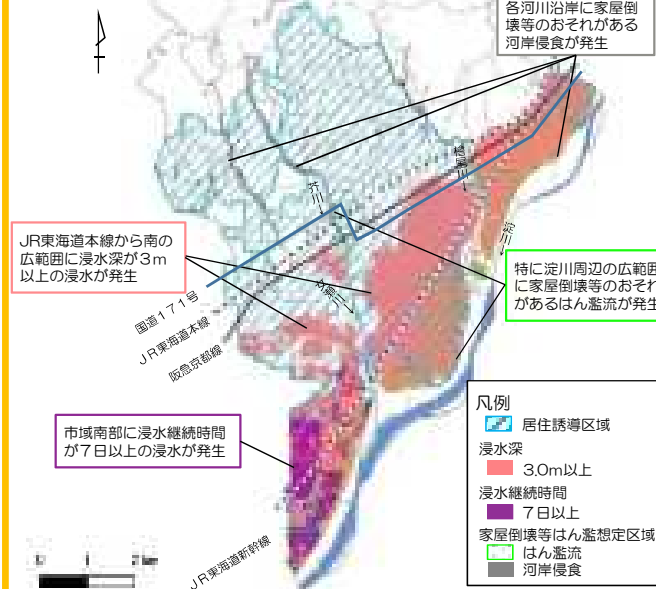 各河川沿岸に家屋倒
壊等のおそれがある
河岸侵食が発生
芥川
淀川
JR東海道本線から南の
広範囲に浸水深が3m
以上の浸水が発生
特に淀川周辺の広範囲
に家屋倒壊等のおそれ
があるはん濫流が発生
国道171号
JR東海道本線
阪急京都線
市域南部に浸水継続時間
が7日以上の浸水が発生
JR東海道新幹線
凡例
居住誘導区域
浸水深
3.0m以上
浸水継続時間
7日以上
家屋倒壊等はん濫想定区域
はん濫流
河岸侵食
0 1 2 km